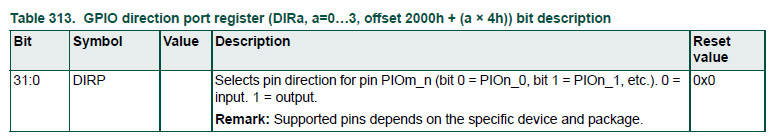 Table 313. GPIO direction port register (DIRa, a=0...3, offset 2000h + (a × 4h)) bit description
Bit Symbol Value Description Reset
value
31:0 DIRP Selects pin direction for pin PIOm_n (bit 0 = PIOn_0, bit 1 = PIOn_1, etc.). 0 = 0x0
input. 1 = output.
Remark: Supported pins depends on the specific device and package.